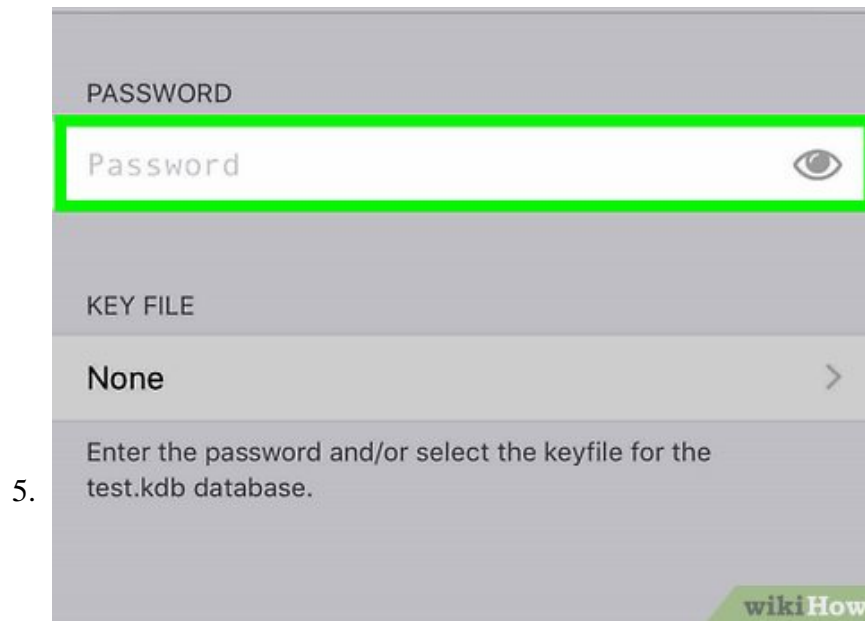 PASSWORD
Password
KEY FILE
None
Enter the password and/or select the keyfile for the
5. test.kdb database.
wikiHow